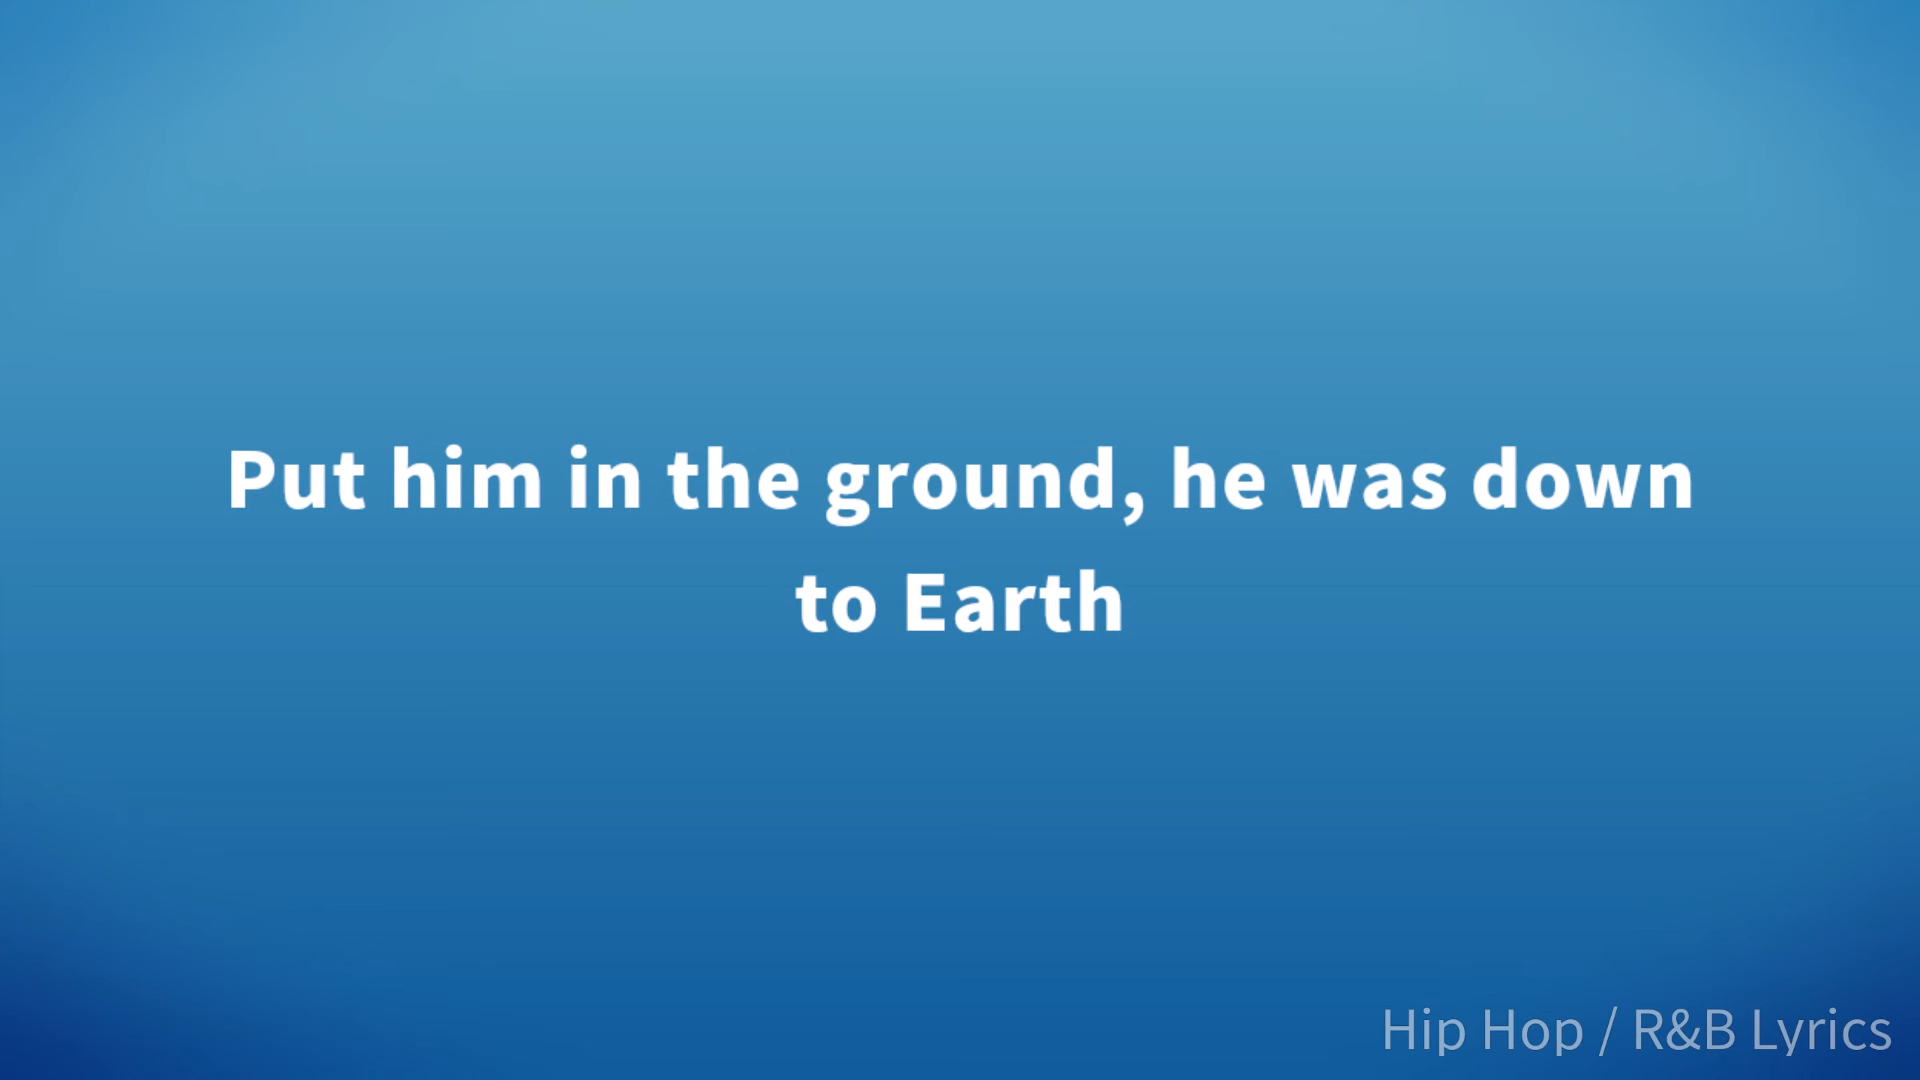 Put him in the ground, he was down
to Earth
Hip Hop / R&B Lyrics